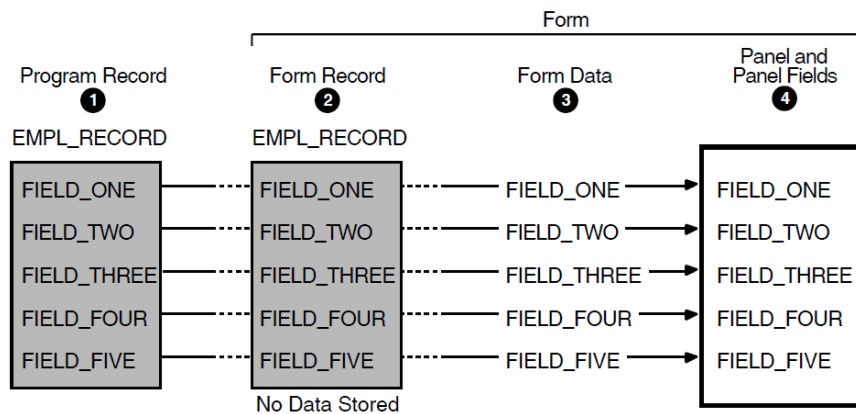 Form
Program Record
Form Record
Form Data
Panel and
Panel Fields
1
2
3
4
EMPL_RECORD
EMPL_RECORD
FIELD_ONE
FIELD_ONE
FIELD_ONE
FIELD_ONE
FIELD_TWO
FIELD_TWO
FIELD_TWO
FIELD_TWO
FIELD_THREE
FIELD_THREE
FIELD_THREE
FIELD_THREE
FIELD_FOUR
FIELD_FOUR
FIELD_FOUR
FIELD_FOUR
FIELD_FIVE
FIELD_FIVE
FIELD_FIVE
FIELD_FIVE
No Data Stored